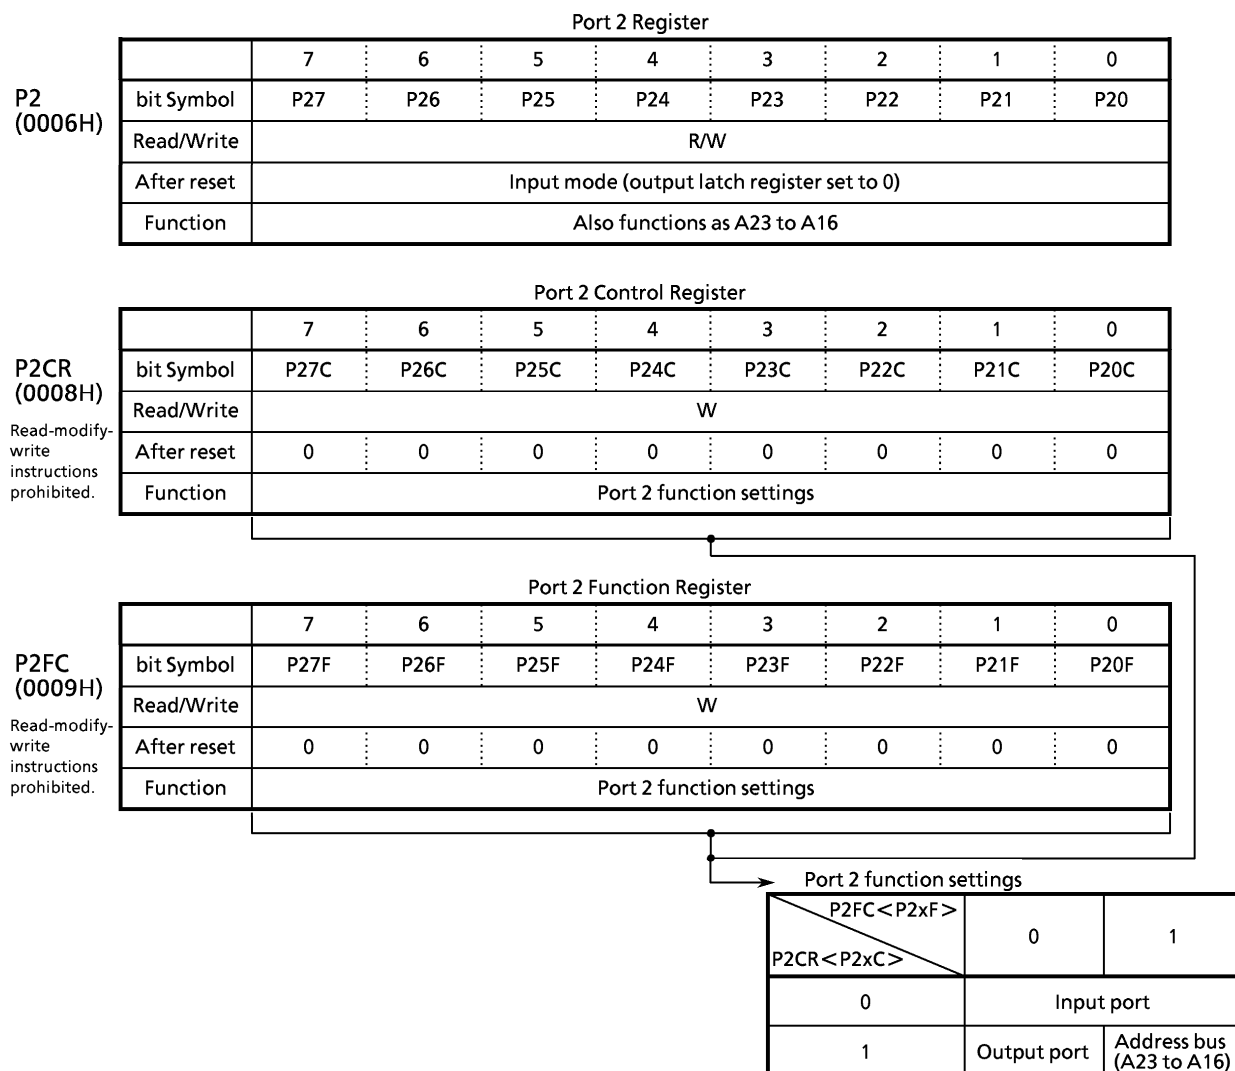 Port 2 Register
7 6 5 4 3 2 1 0
P2
(0006H)
bit Symbol P27 P26 P25 P24 P23 P22 P21 P20
Read/Write R/W
After reset Input mode (output latch register set to 0)
Function Also functions as A23 to A16
Port 2 Control Register
7 6 5 4 3 2 1 0
P2CR
(0008H)
Read-modify-
write
instructions
prohibited.
bit Symbol P27C P26C P25C P24C P23C P22C P21C P20C
Read/Write W
After reset 0 0 0 0 0 0 0 0
Function Port 2 function settings
Port 2 Function Register
7 6 5 4 3 2 1 0
P2FC
(0009H)
Read-modify-
write
instructions
prohibited.
bit Symbol P27F P26F P25F P24F P23F P22F P21F P20F
Read/Write W
After reset 0 0 0 0 0 0 0 0
Function Port 2 function settings
Port 2 function settings
P2FC<P2xF> 0 1
P2CR<P2xC>
0 Input port
1 Output port Address bus
(A23 to A16)